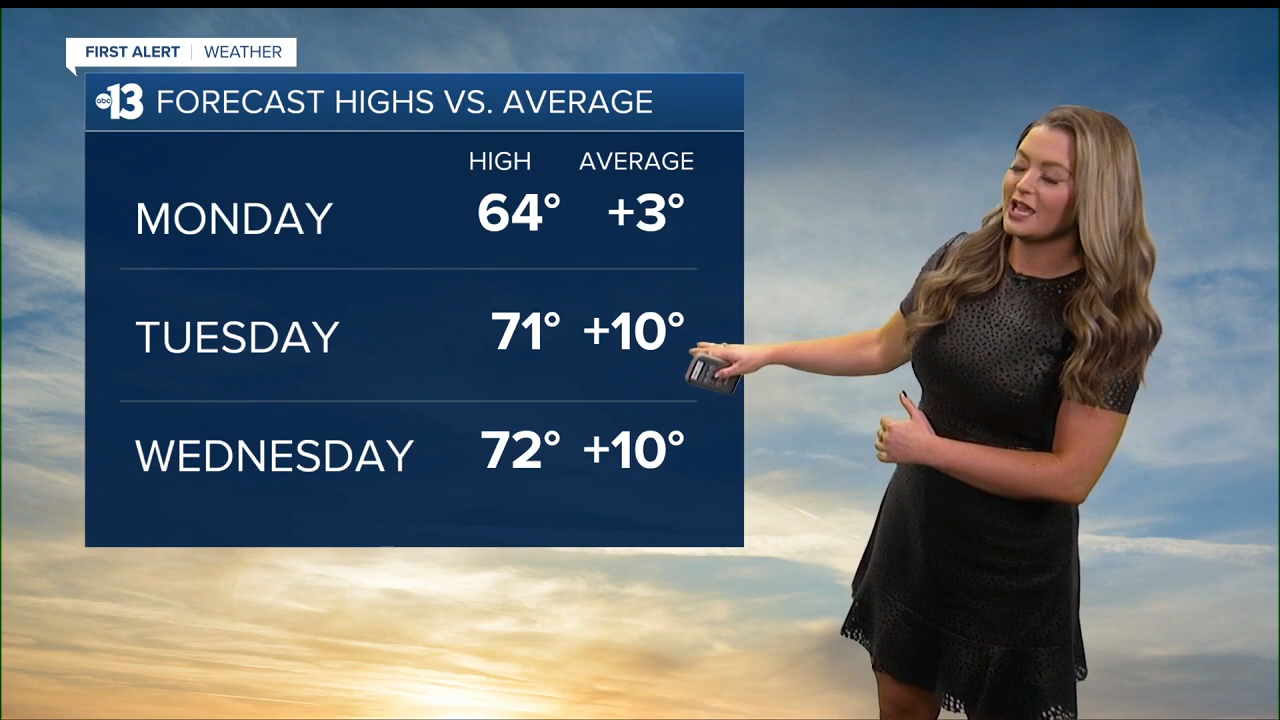 FIRST ALERT | WEATHER
abc 13 FORECAST HIGHS VS. AVERAGE
HIGH AVERAGE
MONDAY 64° +3°
TUESDAY 71° +10°
WEDNESDAY 72° +10°